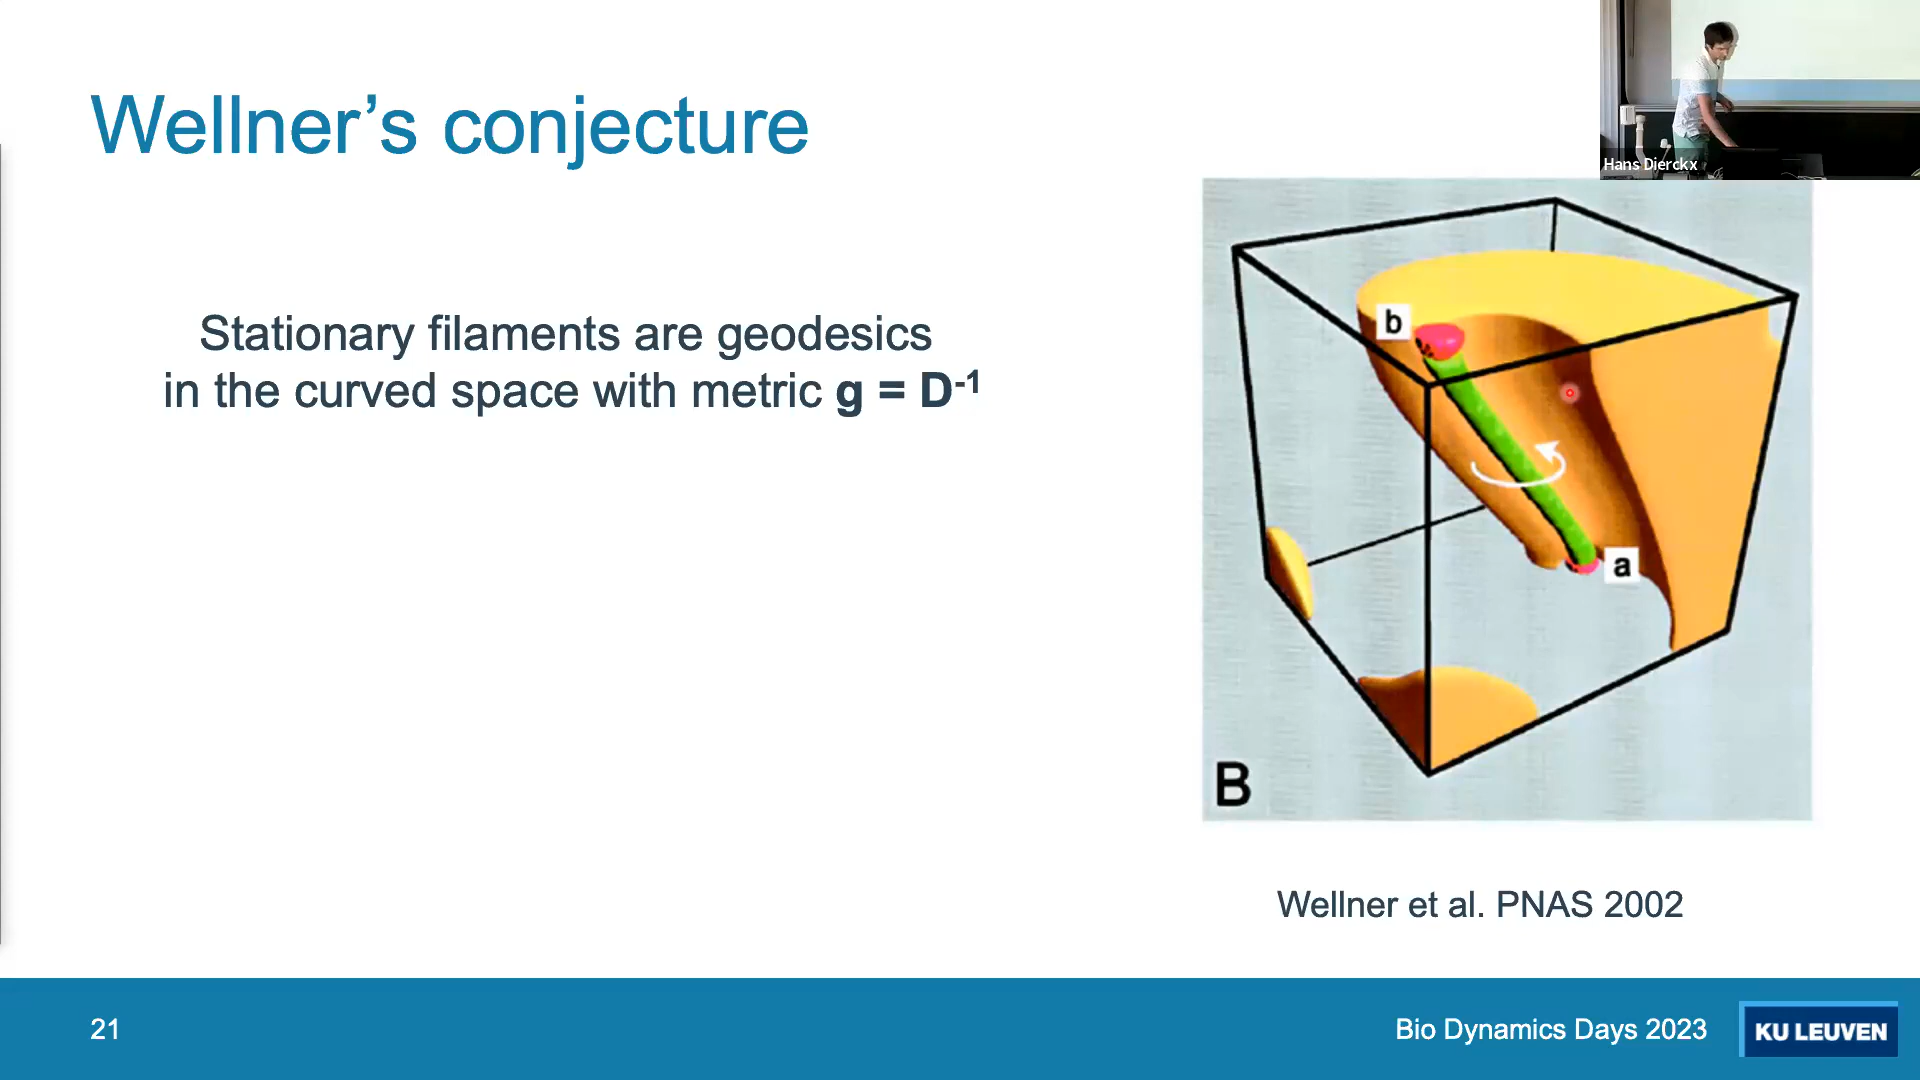 Wellner’s conjecture
Hans Dierckx
Stationary filaments are geodesics
in the curved space with metric g = D-1
b
a
B
Wellner et al. PNAS 2002
21
Bio Dynamics Days 2023
KU LEUVEN